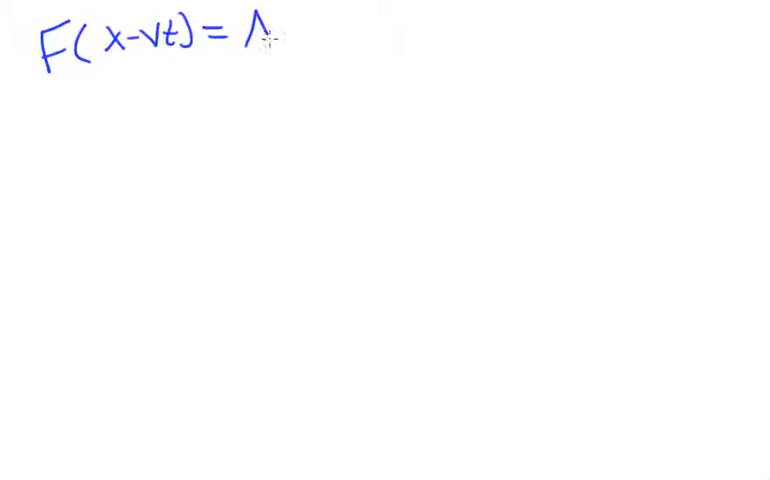 F(x-vt) =